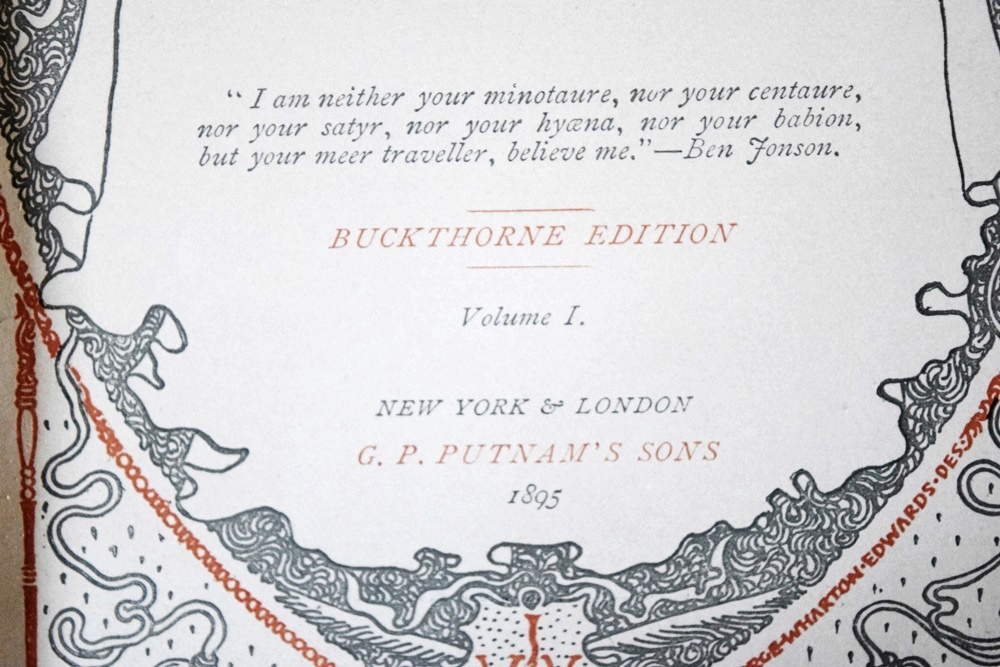 “ I am neither your minotaure, nor your centaure,
nor your satyr, nor your hyæna, nor your babion,
but your meer traveller, believe me.”—Ben Jonson.
BUCKTHORNE EDITION
Volume I.
NEW YORK & LONDON
G. P. PUTNAM’S SONS
1895
RGE·WHARTON·EDWARDS·DES: